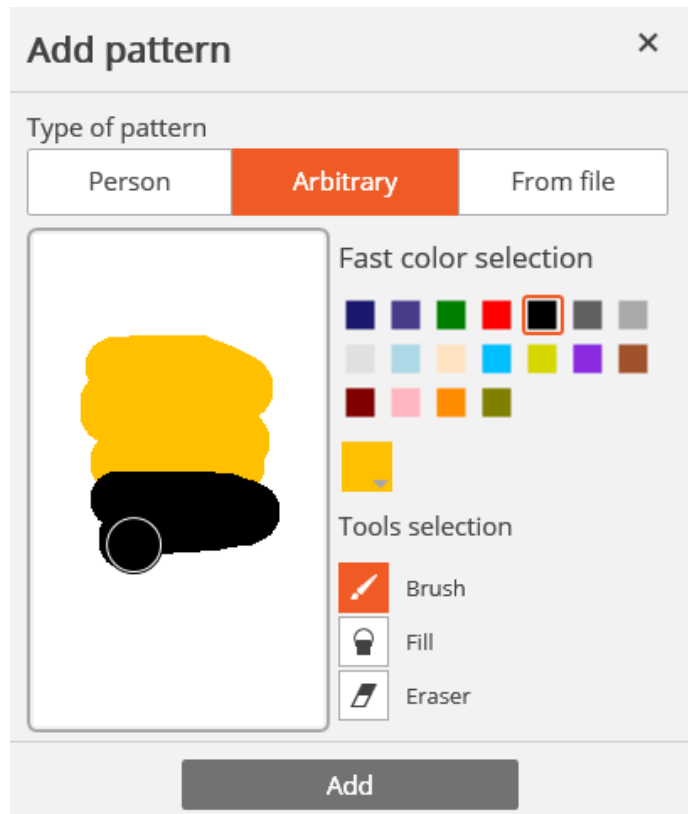 Add pattern
Type of pattern
Person Arbitrary From file
Fast color selection
Tools selection
Brush
Fill
Eraser
Add